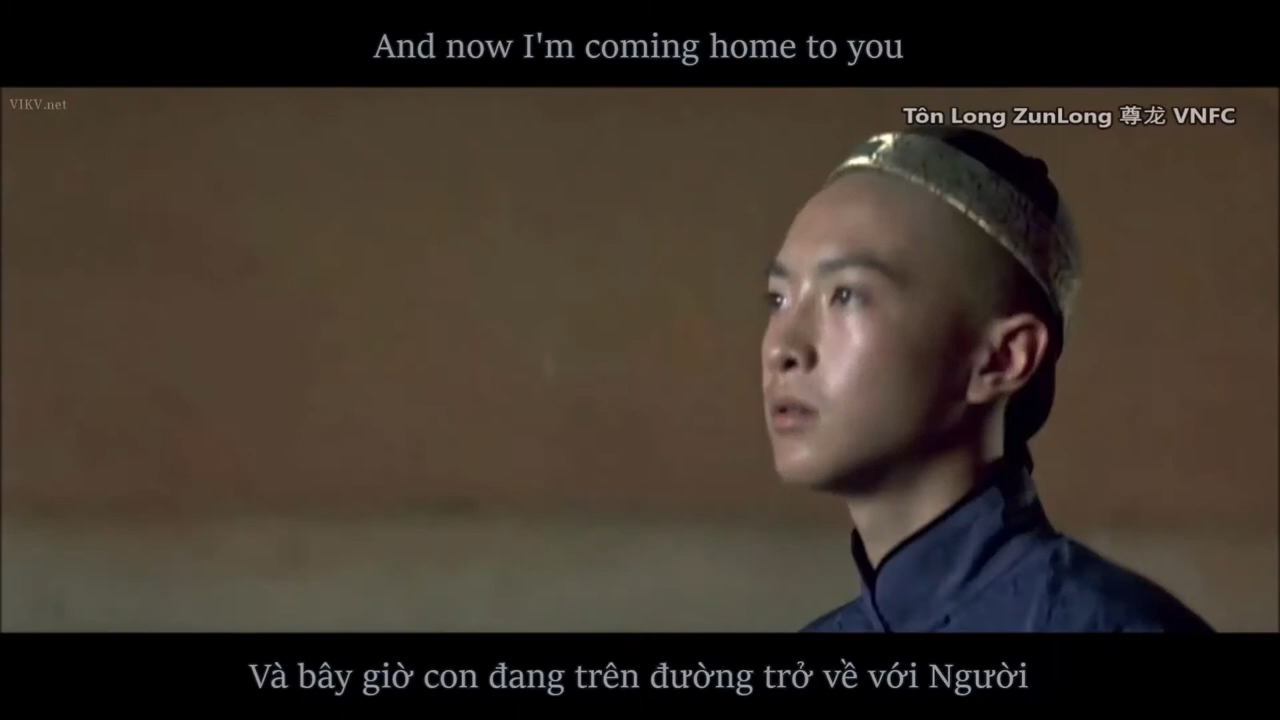 And now I'm coming home to you
VIKV.net
Tôn Long ZunLong 尊龙 VNFC
Và bây giờ con đang trên đường trở về với Người